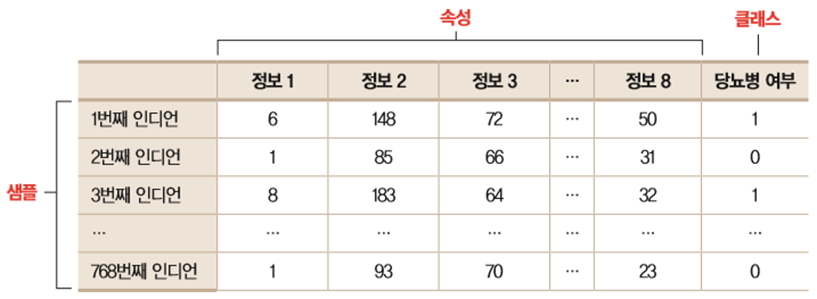 속성 클래스
정보 1 정보 2 정보 3 … 정보 8 당뇨병 여부
1번째 인디언 6 148 72 … 50 1
2번째 인디언 1 85 66 … 31 0
샘플 3번째 인디언 8 183 64 … 32 1
… … … … … … …
768번째 인디언 1 93 70 … 23 0